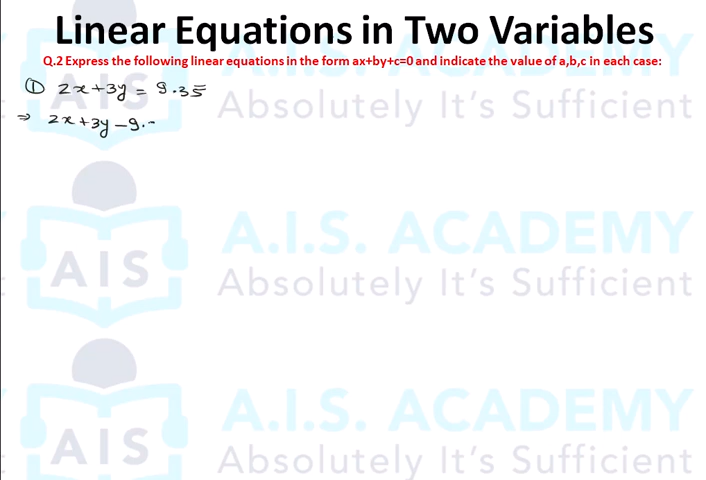 Linear Equations in Two Variables
Q.2 Express the following linear equations in the form ax+by+c=0 and indicate the value of a,b,c in each case:
① 2x+3y = 9.35
⇒ 2x+3y-9.
A.I.S. ACADEMY
AIS Absolutely It's Sufficient
A.I.S. ACADEMY
AIS Absolutely It's Sufficient
A.I.S. ACADEMY
AIS Absolutely It's Sufficient